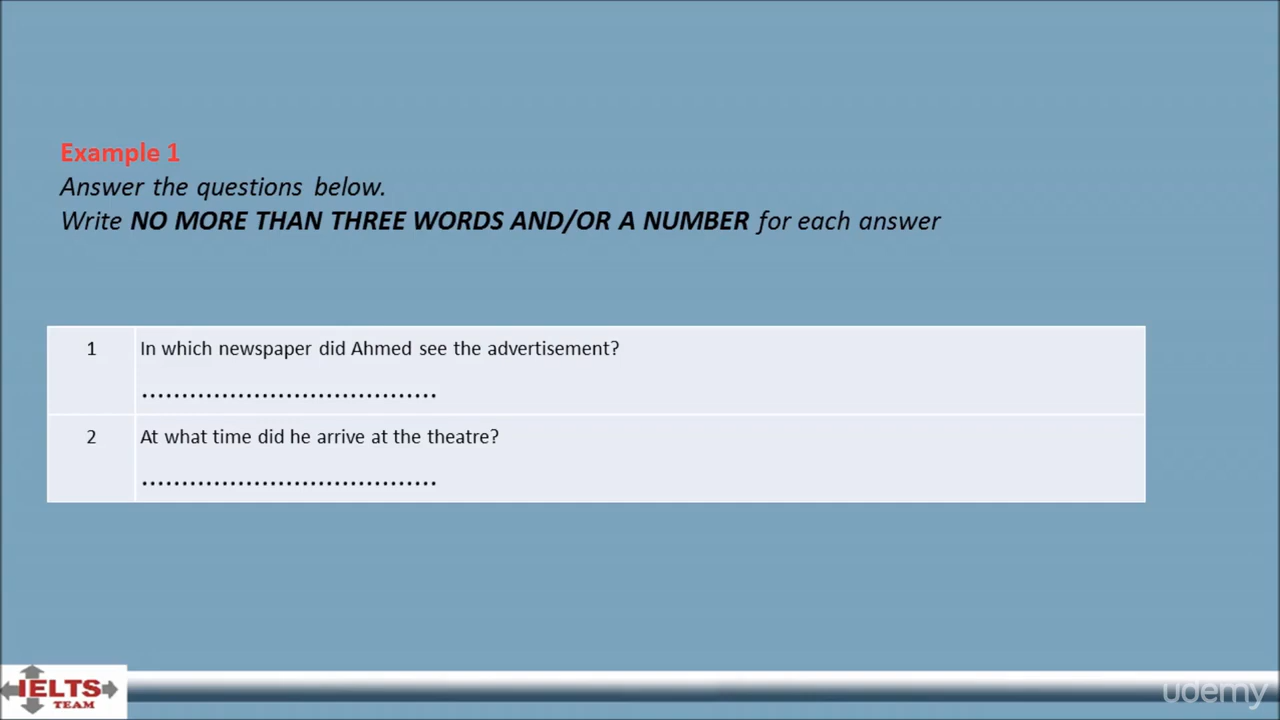 Example 1
Answer the questions below.
Write NO MORE THAN THREE WORDS AND/OR A NUMBER for each answer
1 In which newspaper did Ahmed see the advertisement?
....................................
2 At what time did he arrive at the theatre?
....................................
IELTS
TEAM
udemy